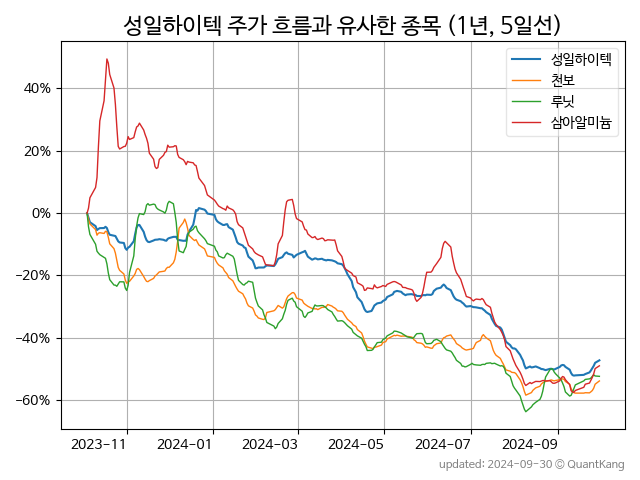 성일하이텍 주가 흐름과 유사한 종목 (1년, 5일선)
성일하이텍
천보
루닛
삼아알미늄
40%
20%
0%
−20%
−40%
−60%
2023-11
2024-01
2024-03
2024-05
2024-07
2024-09
updated: 2024-09-30 © QuantKang